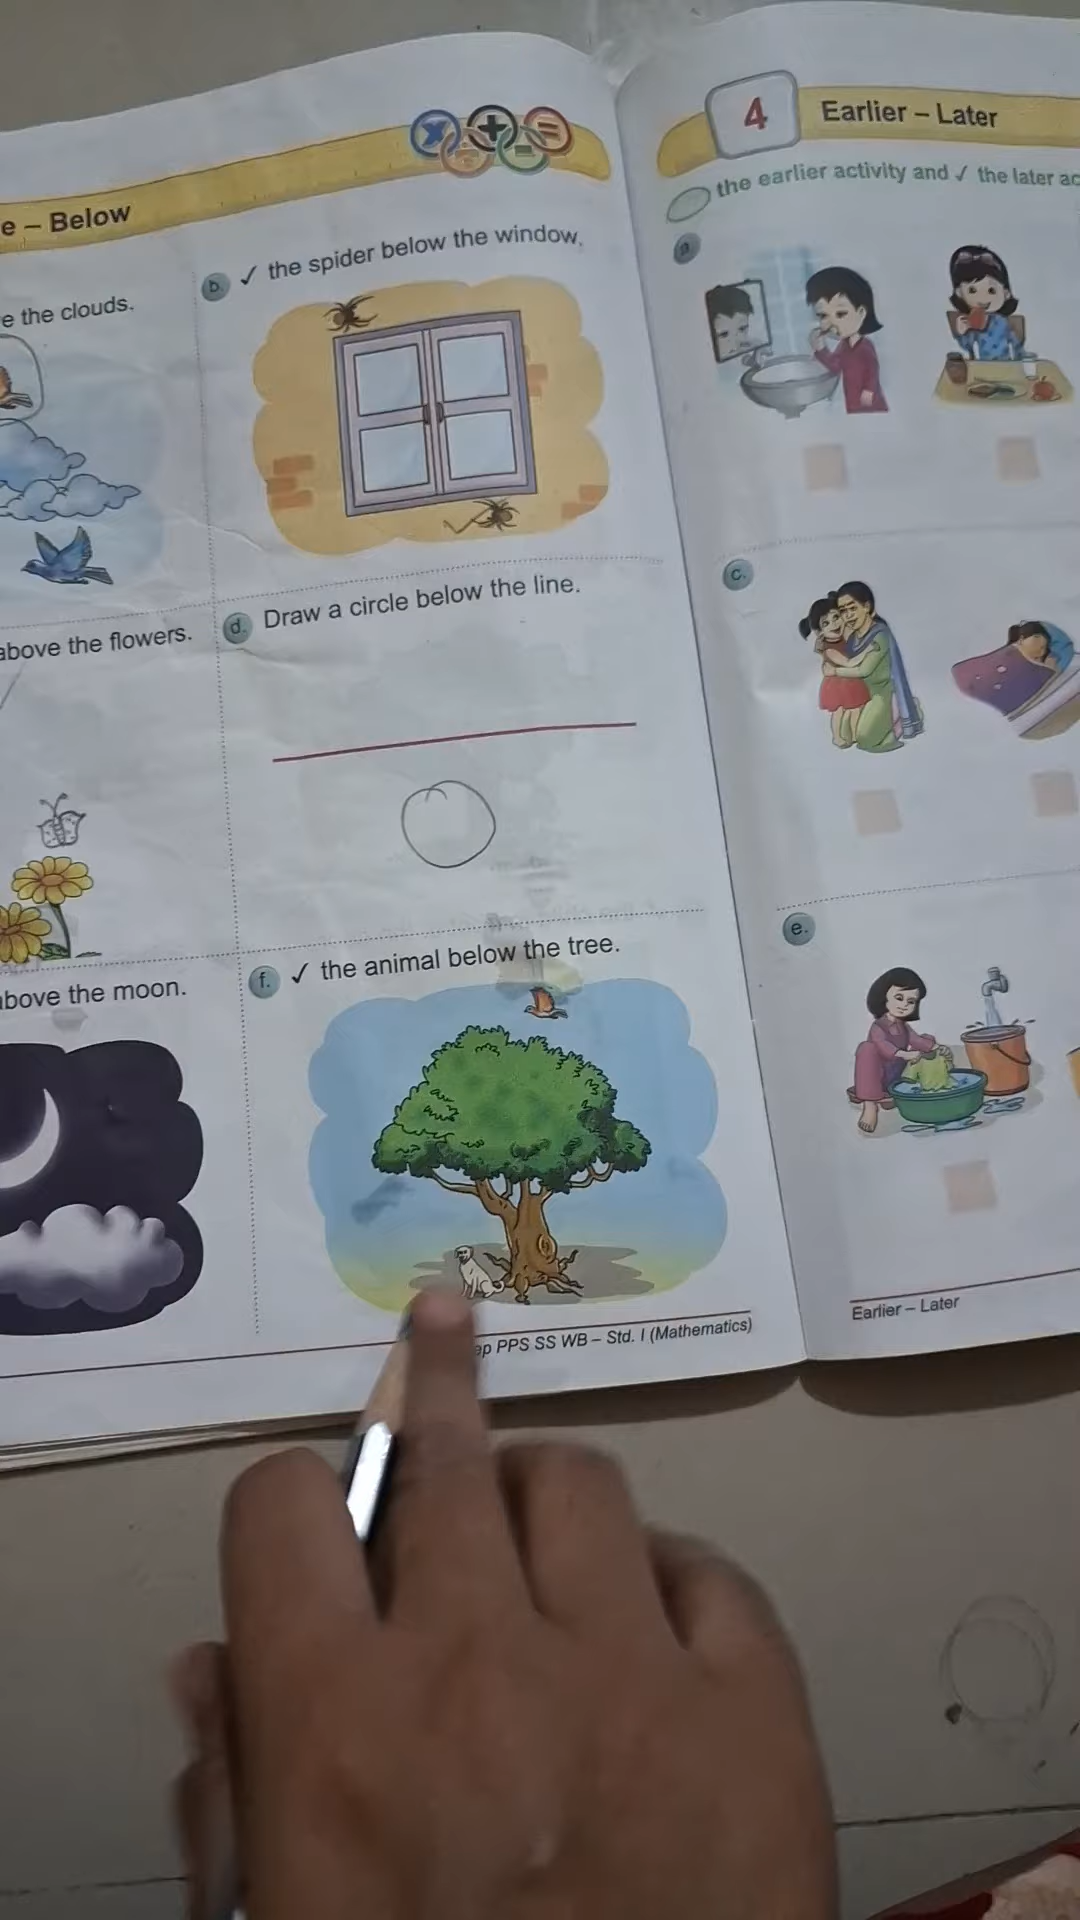 e – Below
e the clouds.
b. ✓ the spider below the window.
above the flowers.
d. Draw a circle below the line.
above the moon.
f. ✓ the animal below the tree.
PPS SS WB – Std. I (Mathematics)
4 Earlier – Later
the earlier activity and ✓ the later ac
a.
c.
e.
Earlier – Later